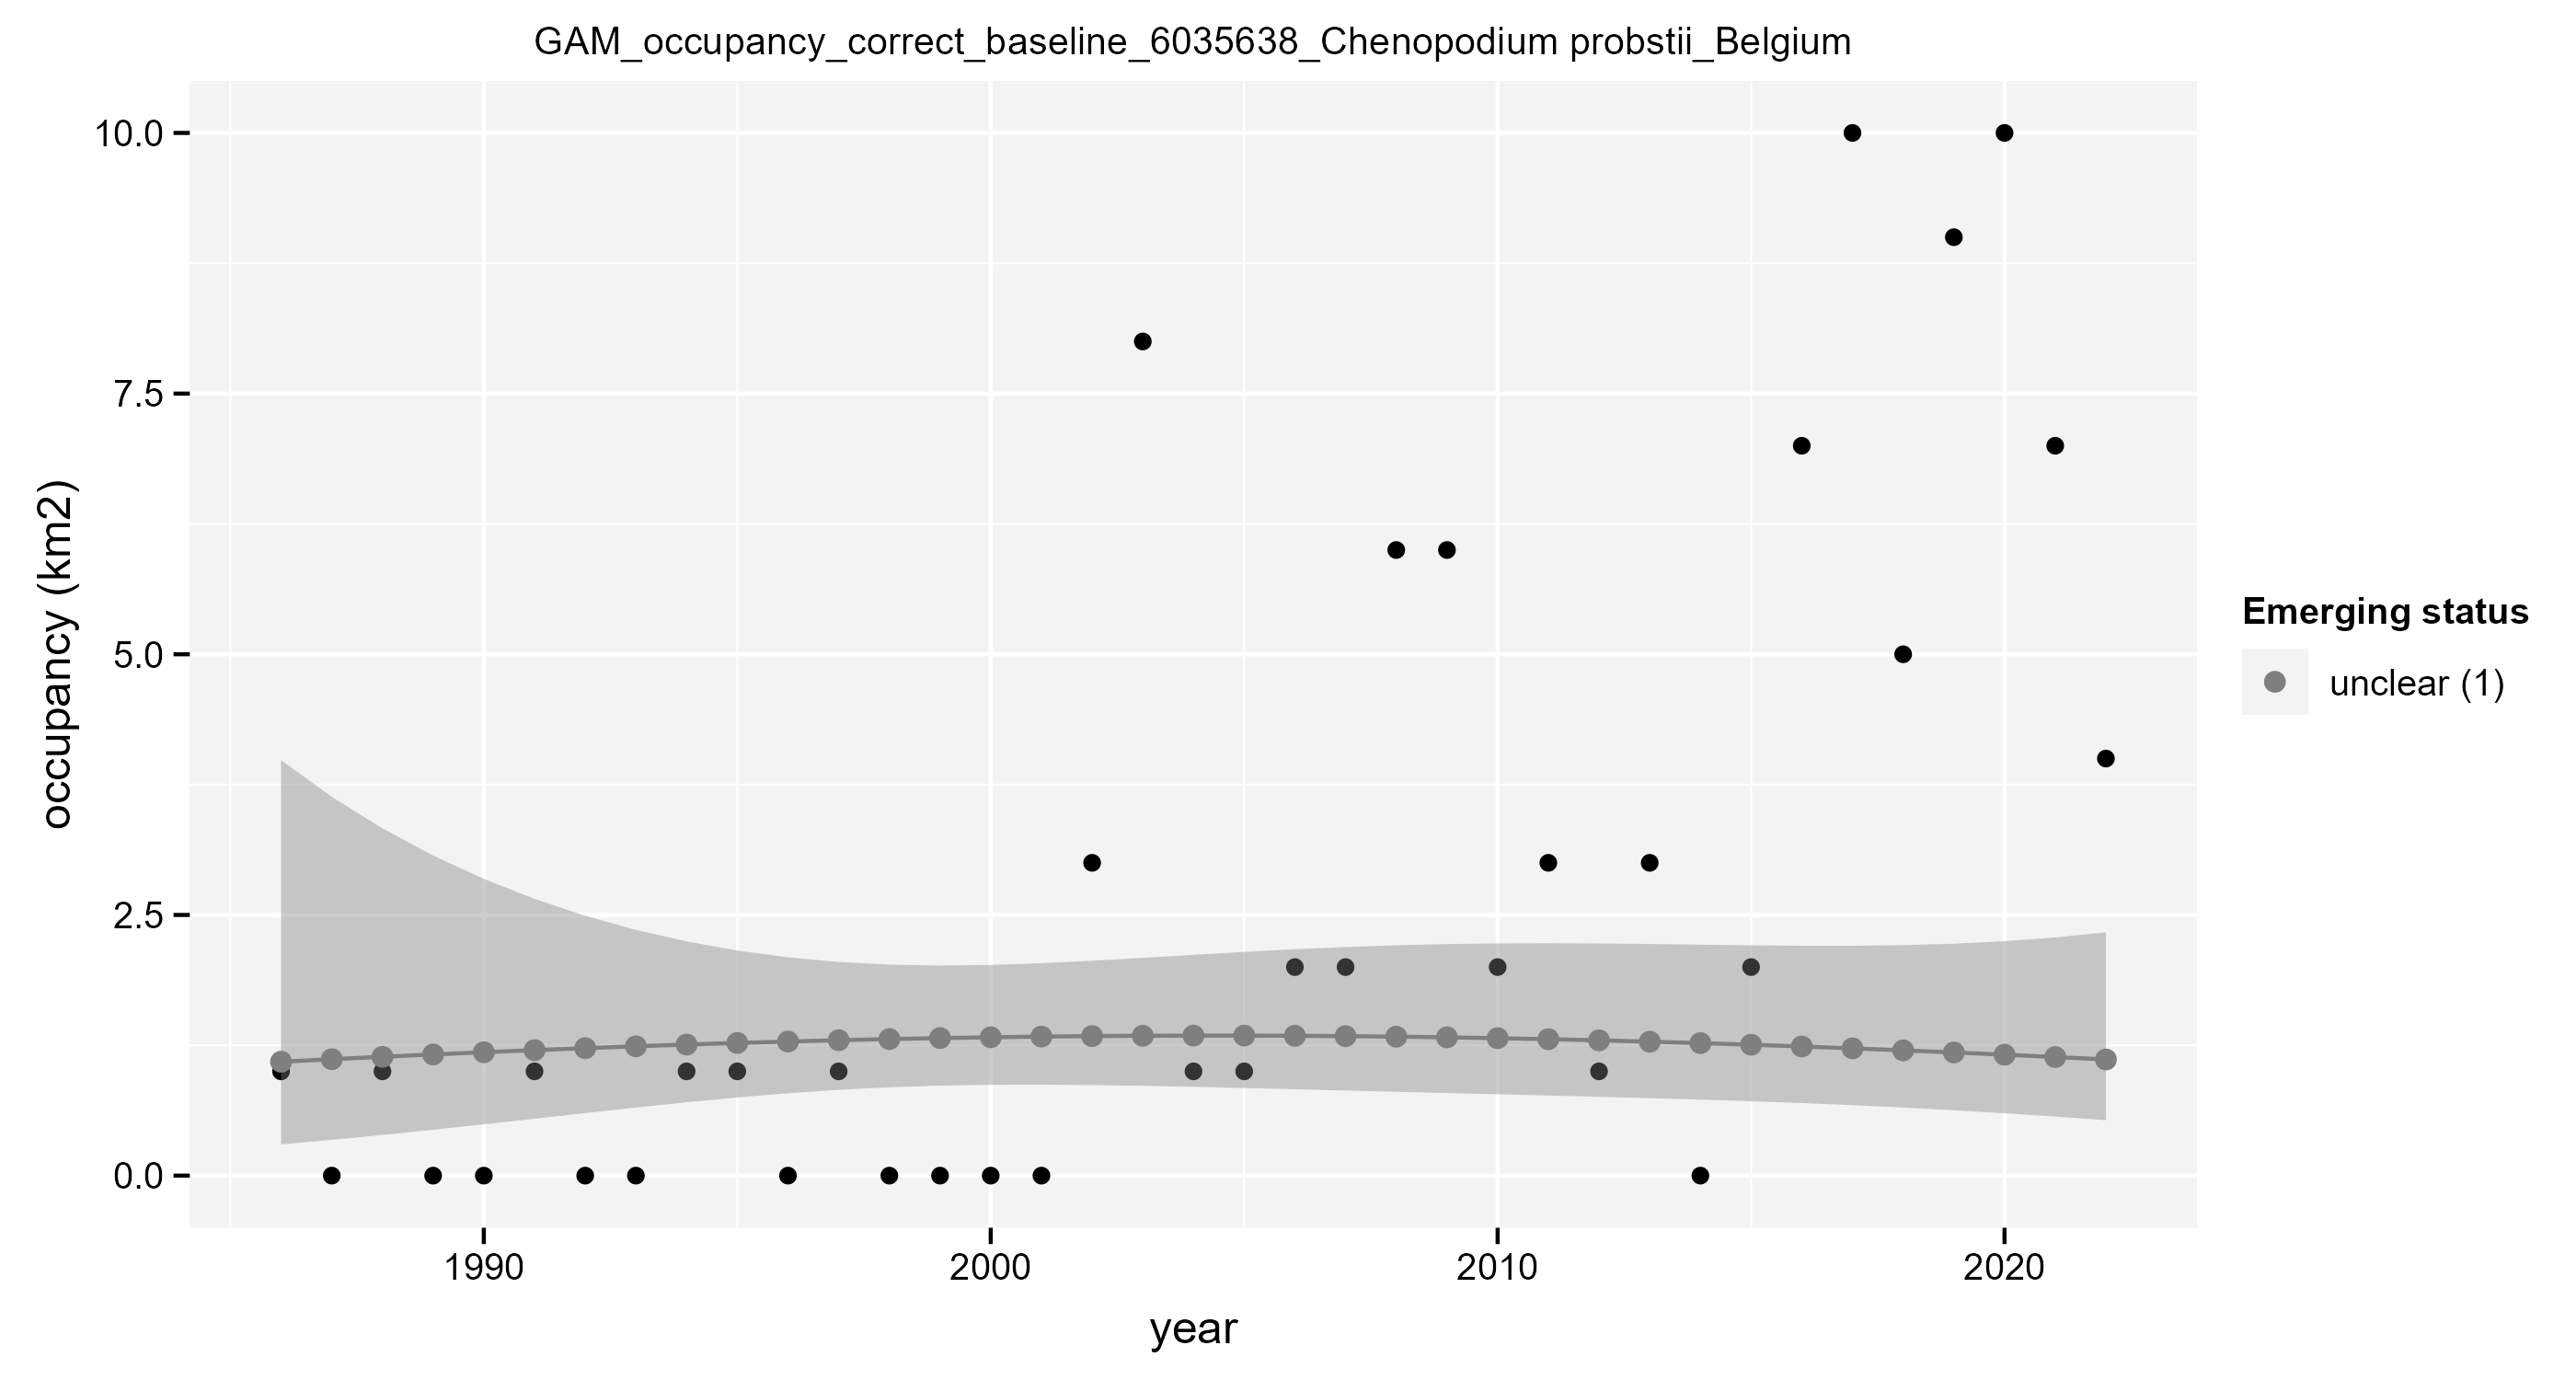 GAM_occupancy_correct_baseline_6035638_Chenopodium probstii_Belgium
occupancy (km2)
10.0
7.5
5.0
2.5
0.0
1990
2000
2010
2020
year
Emerging status
unclear (1)